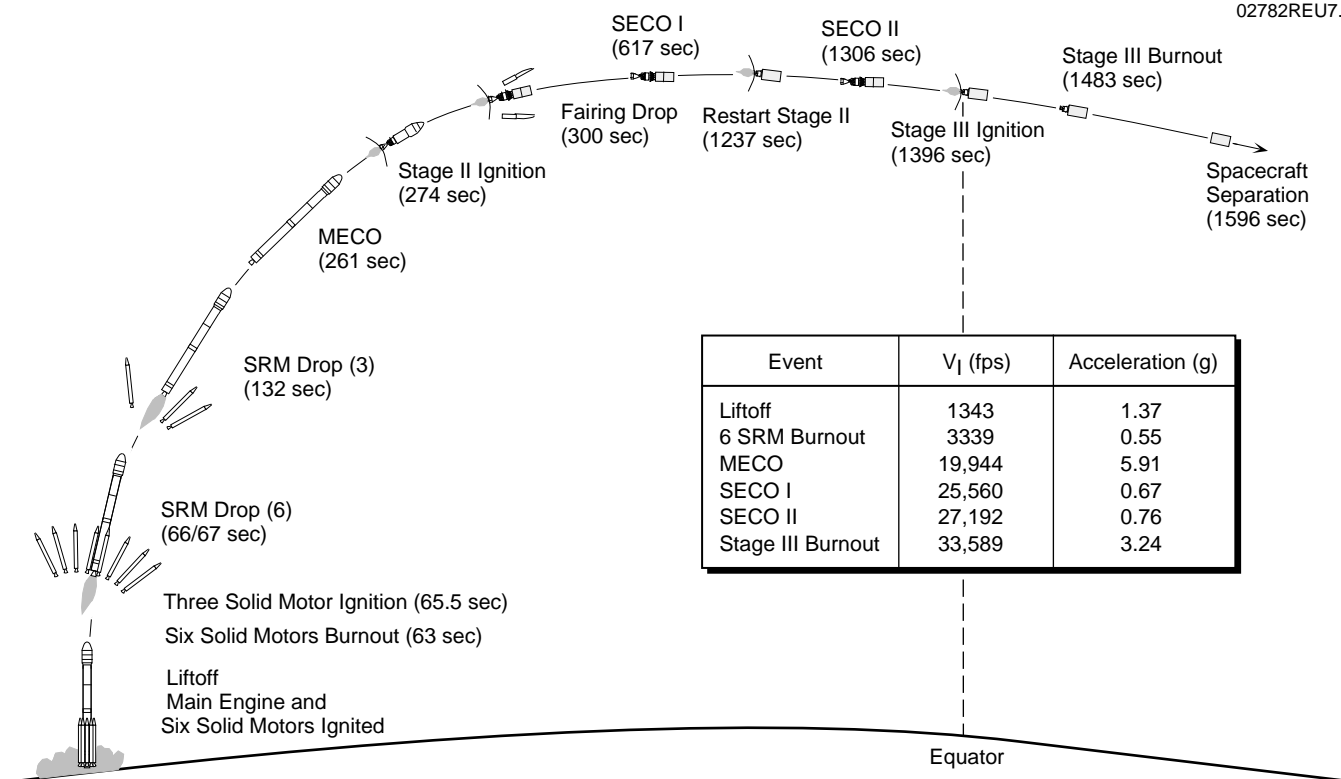 02782REU7.
SECO I
(617 sec)
SECO II
(1306 sec)
Stage III Burnout
(1483 sec)
Fairing Drop
(300 sec)
Restart Stage II
(1237 sec)
Stage III Ignition
(1396 sec)
Spacecraft
Separation
(1596 sec)
Stage II Ignition
(274 sec)
MECO
(261 sec)
SRM Drop (3)
(132 sec)
SRM Drop (6)
(66/67 sec)
Three Solid Motor Ignition (65.5 sec)
Six Solid Motors Burnout (63 sec)
Liftoff
Main Engine and
Six Solid Motors Ignited
Event VI (fps) Acceleration (g)
Liftoff 1343 1.37
6 SRM Burnout 3339 0.55
MECO 19,944 5.91
SECO I 25,560 0.67
SECO II 27,192 0.76
Stage III Burnout 33,589 3.24
Equator